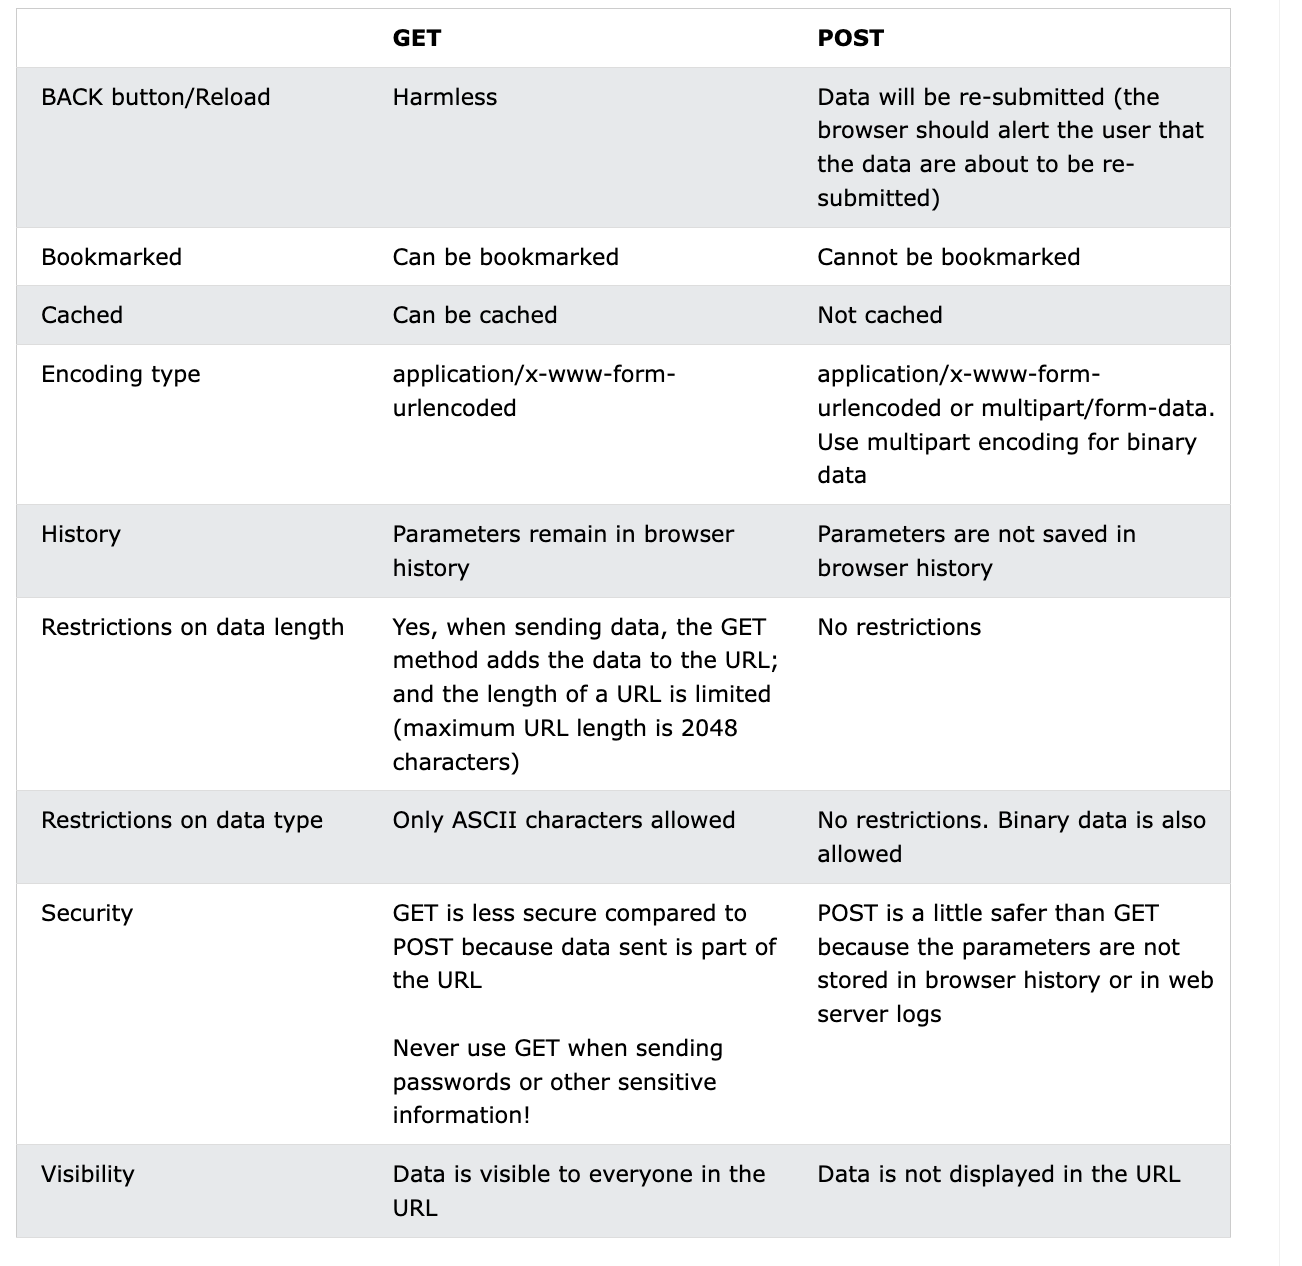 GET POST
BACK button/Reload
Harmless
Data will be re-submitted (the
browser should alert the user that
the data are about to be re-
submitted)
Bookmarked
Can be bookmarked
Cannot be bookmarked
Cached
Can be cached
Not cached
Encoding type
application/x-www-form-
urlencoded
application/x-www-form-
urlencoded or multipart/form-data.
Use multipart encoding for binary
data
History
Parameters remain in browser
history
Parameters are not saved in
browser history
Restrictions on data length
Yes, when sending data, the GET
method adds the data to the URL;
and the length of a URL is limited
(maximum URL length is 2048
characters)
No restrictions
Restrictions on data type
Only ASCII characters allowed
No restrictions. Binary data is also
allowed
Security
GET is less secure compared to
POST because data sent is part of
the URL
Never use GET when sending
passwords or other sensitive
information!
POST is a little safer than GET
because the parameters are not
stored in browser history or in web
server logs
Visibility
Data is visible to everyone in the
URL
Data is not displayed in the URL